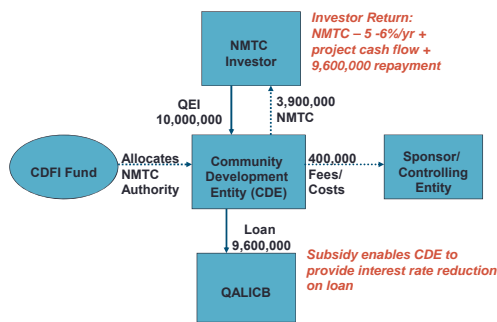 Investor Return:
NMTC – 5 -6%/yr +
project cash flow +
9,600,000 repayment
NMTC
Investor
QEI
10,000,000
3,900,000
NMTC
CDFI Fund
Allocates
NMTC
Authority
Community
Development
Entity (CDE)
400,000
Fees/
Costs
Sponsor/
Controlling
Entity
Loan
9,600,000
Subsidy enables CDE to
provide interest rate reduction
on loan
QALICB